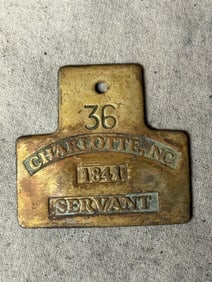 36
CHARLOTTE, NC
1841
SERVANT